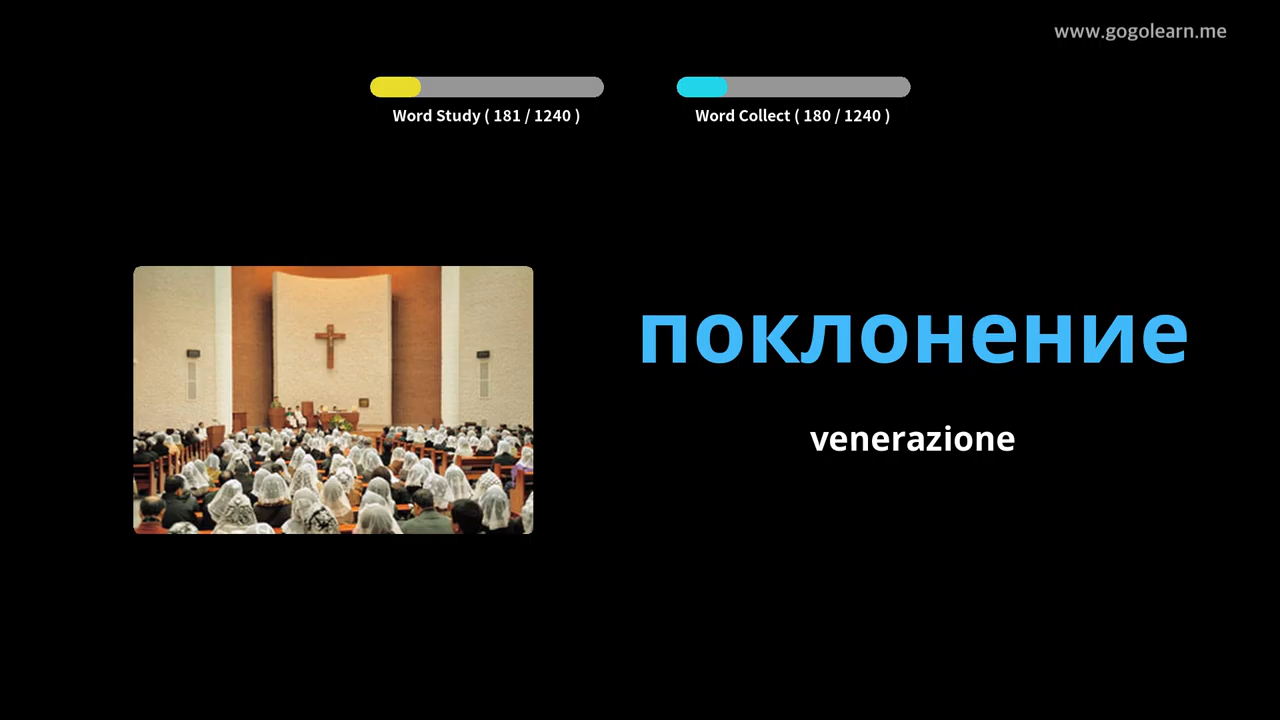 www.gogolearn.me
Word Study ( 181 / 1240 )
Word Collect ( 180 / 1240 )
поклонение
venerazione